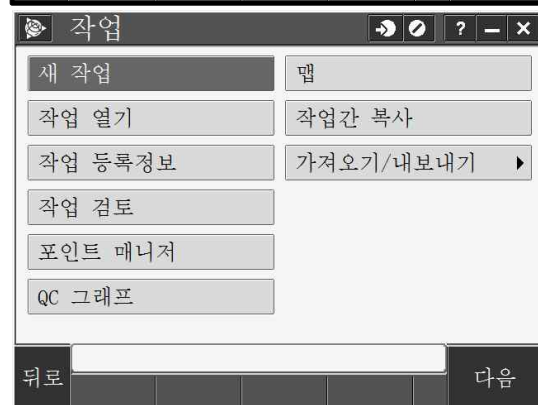 작업
?
새 작업
작업 열기
작업 등록정보
작업 검토
포인트 매니저
QC 그래프
맵
작업간 복사
가져오기/내보내기
뒤로
다음